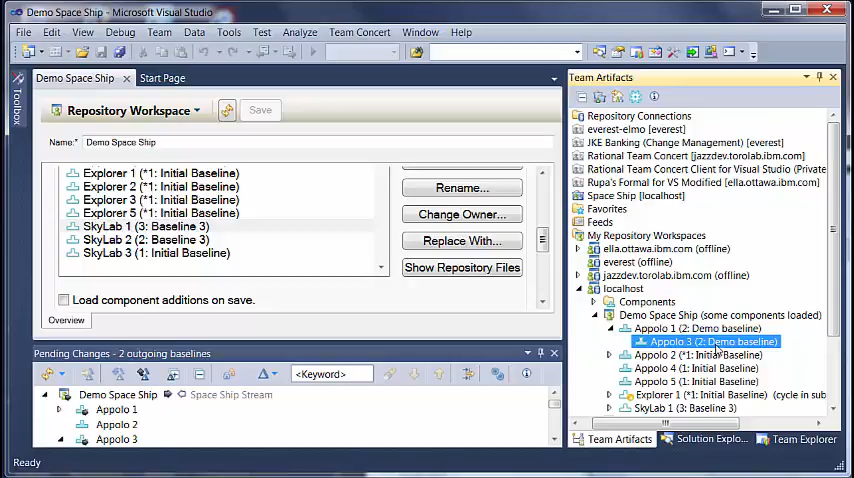 Demo Space Ship - Microsoft Visual Studio
File Edit View Debug Team Data Tools Test Analyze Team Concert Window Help
Demo Space Ship Start Page
Toolbox
Repository Workspace Save
Name:* Demo Space Ship
Explorer 1 (*1: Initial Baseline)
Explorer 2 (*1: Initial Baseline)
Explorer 3 (*1: Initial Baseline)
Explorer 5 (*1: Initial Baseline)
SkyLab 1 (3: Baseline 3)
SkyLab 2 (2: Baseline 3)
SkyLab 3 (1: Initial Baseline)
Rename...
Change Owner...
Replace With...
Show Repository Files
Load component additions on save.
Overview
Pending Changes - 2 outgoing baselines
<Keyword>
Demo Space Ship Space Ship Stream
Appolo 1
Appolo 2
Appolo 3
Team Artifacts
Repository Connections
everest-elmo [everest]
JKE Banking (Change Management) [everest]
Rational Team Concert [jazzdev.torolab.ibm.com]
Rational Team Concert Client for Visual Studio (Private
Rupa's Formal for VS Modified [ella.ottawa.ibm.com]
Space Ship [localhost]
Favorites
Feeds
My Repository Workspaces
ella.ottawa.ibm.com (offline)
everest (offline)
jazzdev.torolab.ibm.com (offline)
localhost
Components
Demo Space Ship (some components loaded)
Appolo 1 (2: Demo baseline)
Appolo 3 (2: Demo baseline)
Appolo 2 (*1: Initial Baseline)
Appolo 4 (1: Initial Baseline)
Appolo 5 (1: Initial Baseline)
Explorer 1 (*1: Initial Baseline) (cycle in sub
SkyLab 1 (3: Baseline 3)
Team Artifacts Solution Explo... Team Explorer
Ready